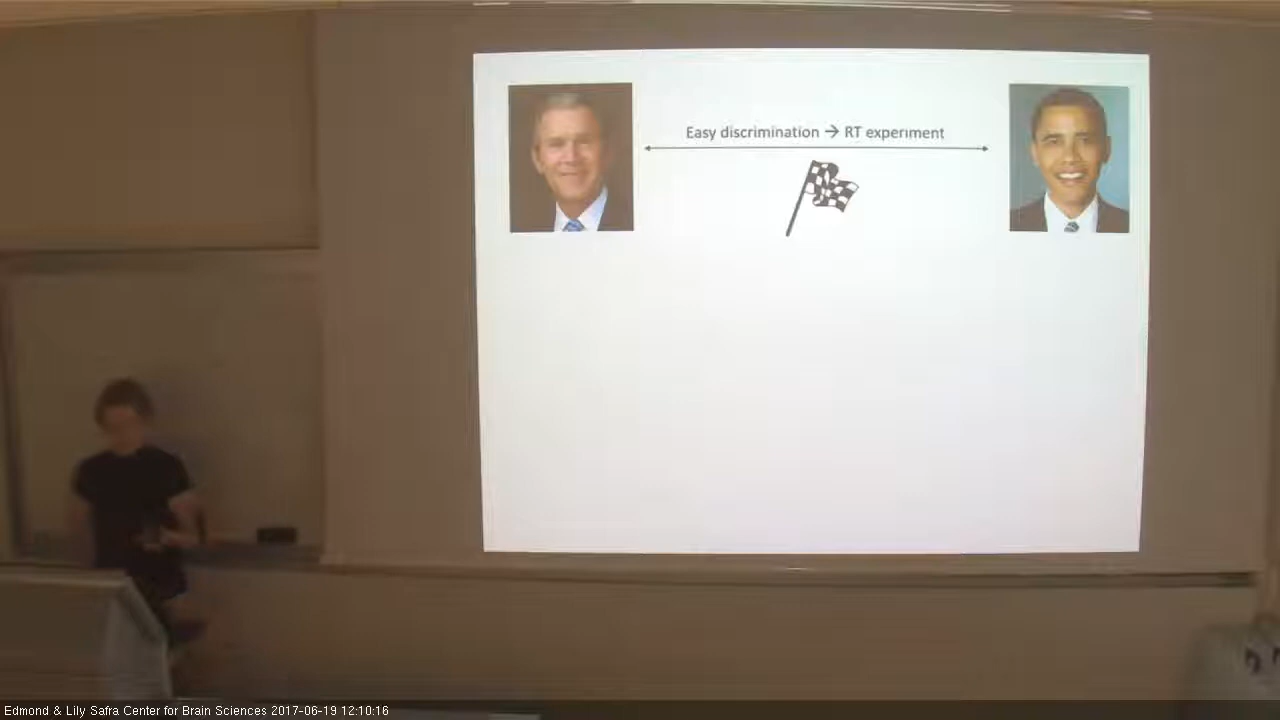 Easy discrimination → RT experiment
Edmond & Lily Safra Center for Brain Sciences 2017-06-19 12:10:16